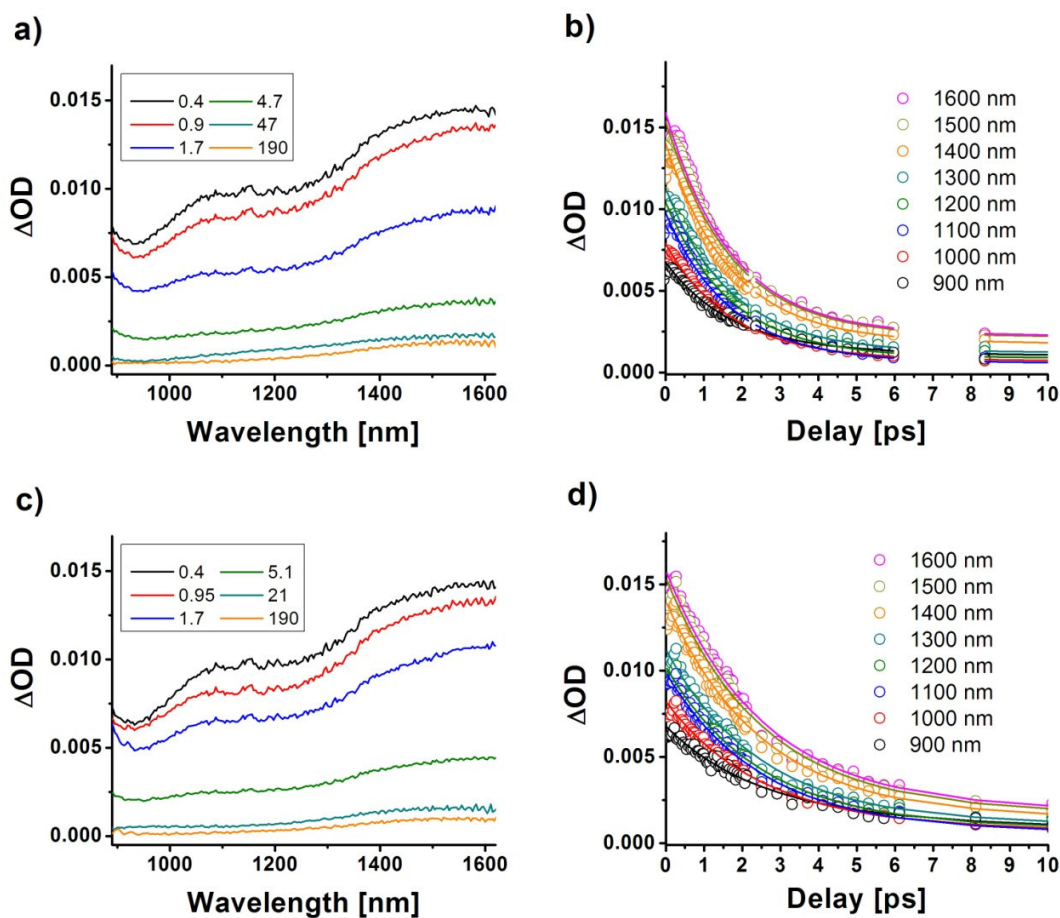 a)
0.4 4.7
0.9 47
1.7 190
0.015
0.010
0.005
0.000
ΔOD
1000 1200 1400 1600
Wavelength [nm]
b)
1600 nm
1500 nm
1400 nm
1300 nm
1200 nm
1100 nm
1000 nm
900 nm
0.015
0.010
0.005
0.000
ΔOD
0 1 2 3 4 5 6 7 8 9 10
Delay [ps]
c)
0.4 5.1
0.95 21
1.7 190
0.015
0.010
0.005
0.000
ΔOD
1000 1200 1400 1600
Wavelength [nm]
d)
1600 nm
1500 nm
1400 nm
1300 nm
1200 nm
1100 nm
1000 nm
900 nm
0.015
0.010
0.005
0.000
ΔOD
0 1 2 3 4 5 6 7 8 9 10
Delay [ps]